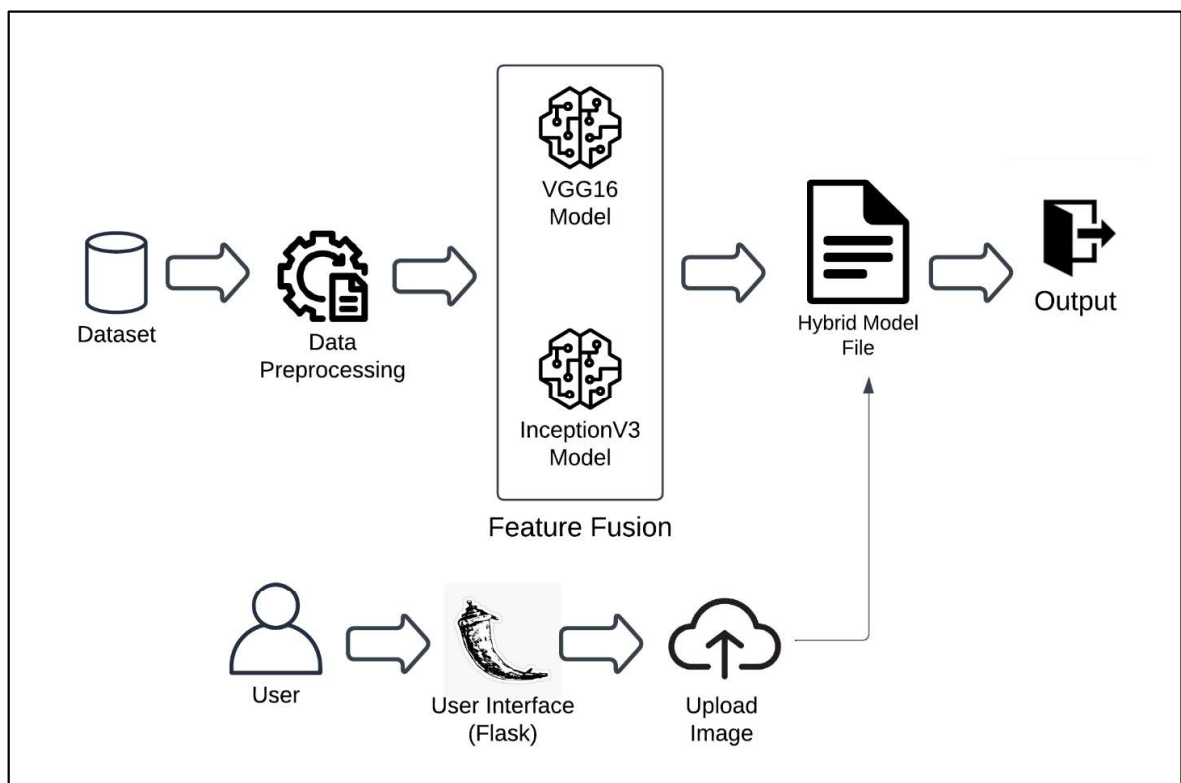 VGG16
Model
Dataset
Data
Preprocessing
InceptionV3
Model
Feature Fusion
Hybrid Model
File
Output
User
User Interface
(Flask)
Upload
Image